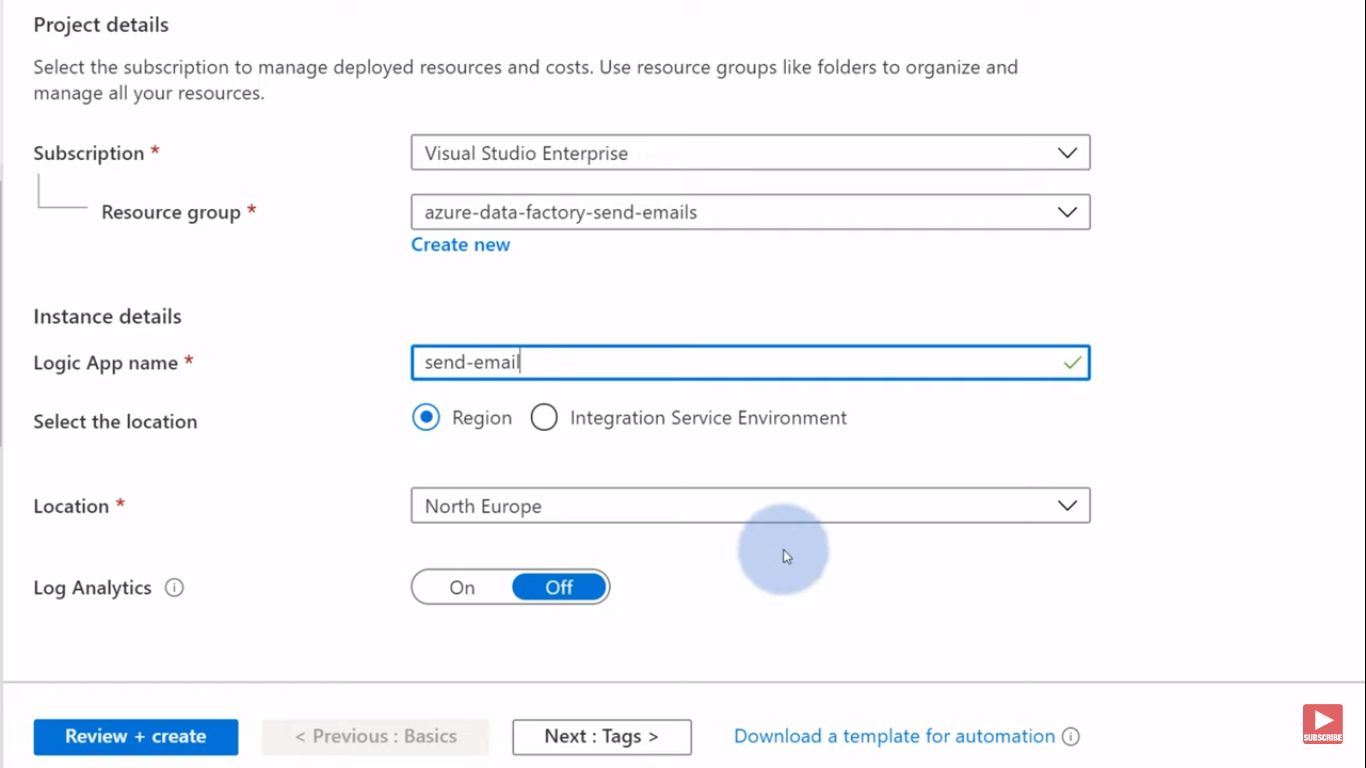 Project details
Select the subscription to manage deployed resources and costs. Use resource groups like folders to organize and
manage all your resources.
Subscription *
Visual Studio Enterprise
Resource group *
azure-data-factory-send-emails
Create new
Instance details
Logic App name *
send-email
Select the location
Region
Integration Service Environment
Location *
North Europe
Log Analytics
On
Off
Review + create
< Previous : Basics
Next : Tags >
Download a template for automation
SUBSCRIBE